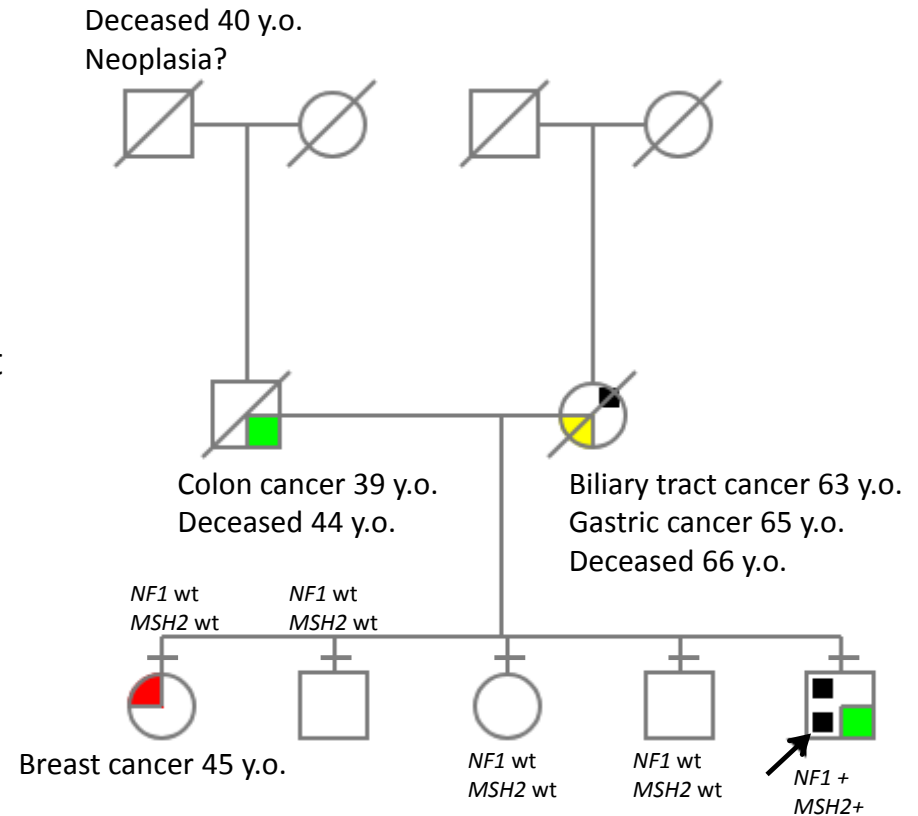 Deceased 40 y.o.
Neoplasia?
t
Colon cancer 39 y.o.
Deceased 44 y.o.
Biliary tract cancer 63 y.o.
Gastric cancer 65 y.o.
Deceased 66 y.o.
NF1 wt
MSH2 wt
NF1 wt
MSH2 wt
Breast cancer 45 y.o.
NF1 wt
MSH2 wt
NF1 wt
MSH2 wt
NF1 +
MSH2+